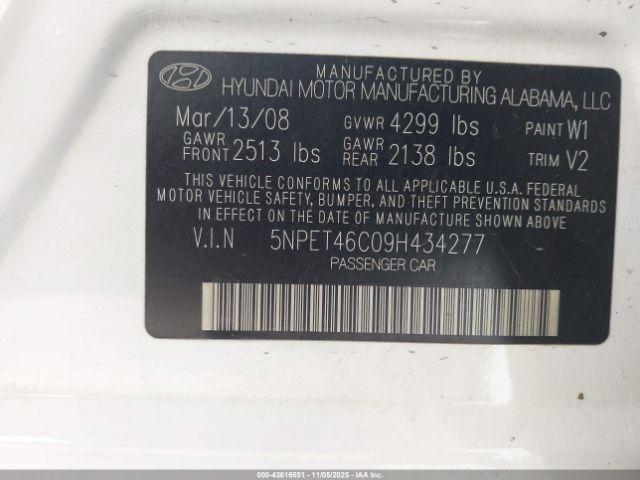 MANUFACTURED BY
HYUNDAI MOTOR MANUFACTURING ALABAMA, LLC
Mar/13/08 GVWR 4299 lbs PAINT W1
GAWR FRONT 2513 lbs GAWR REAR 2138 lbs TRIM V2
THIS VEHICLE CONFORMS TO ALL APPLICABLE U.S.A. FEDERAL
MOTOR VEHICLE SAFETY, BUMPER, AND THEFT PREVENTION
STANDARDS IN EFFECT ON THE DATE OF MANUFACTURE SHOWN ABOVE
V.I.N 5NPET46C09H434277
PASSENGER CAR
000-43616551 - 11/05/2025 - IAAI.COM